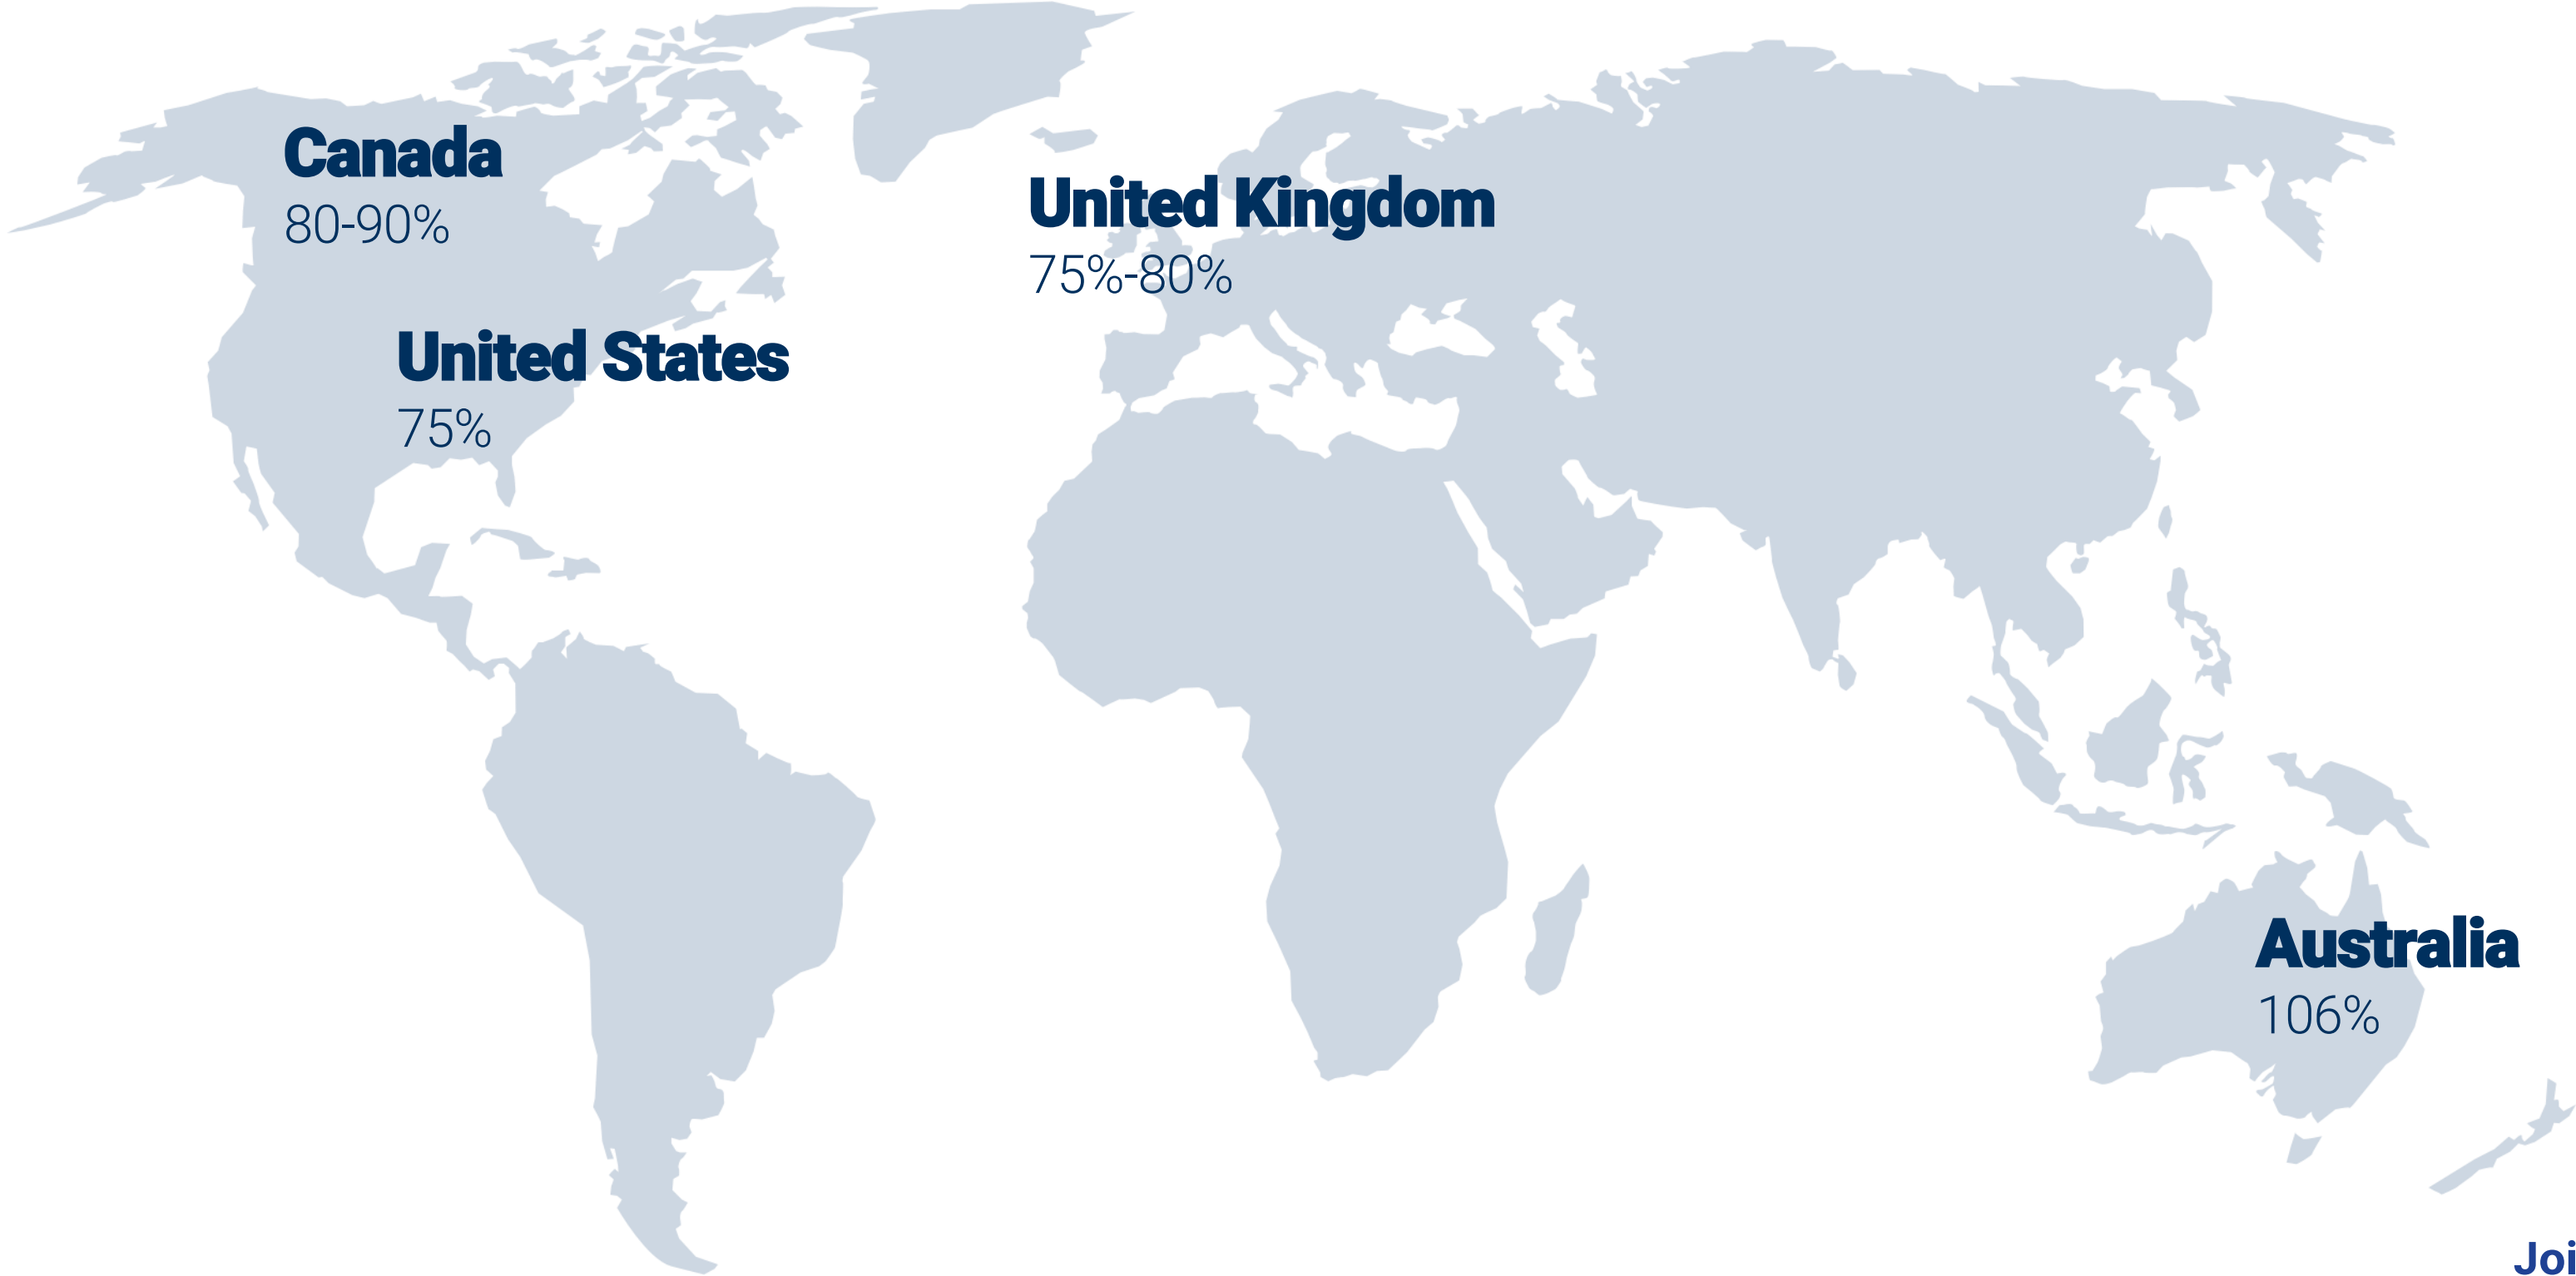 Canada
80-90%
United Kingdom
75%-80%
United States
75%
Australia
106%
Joi